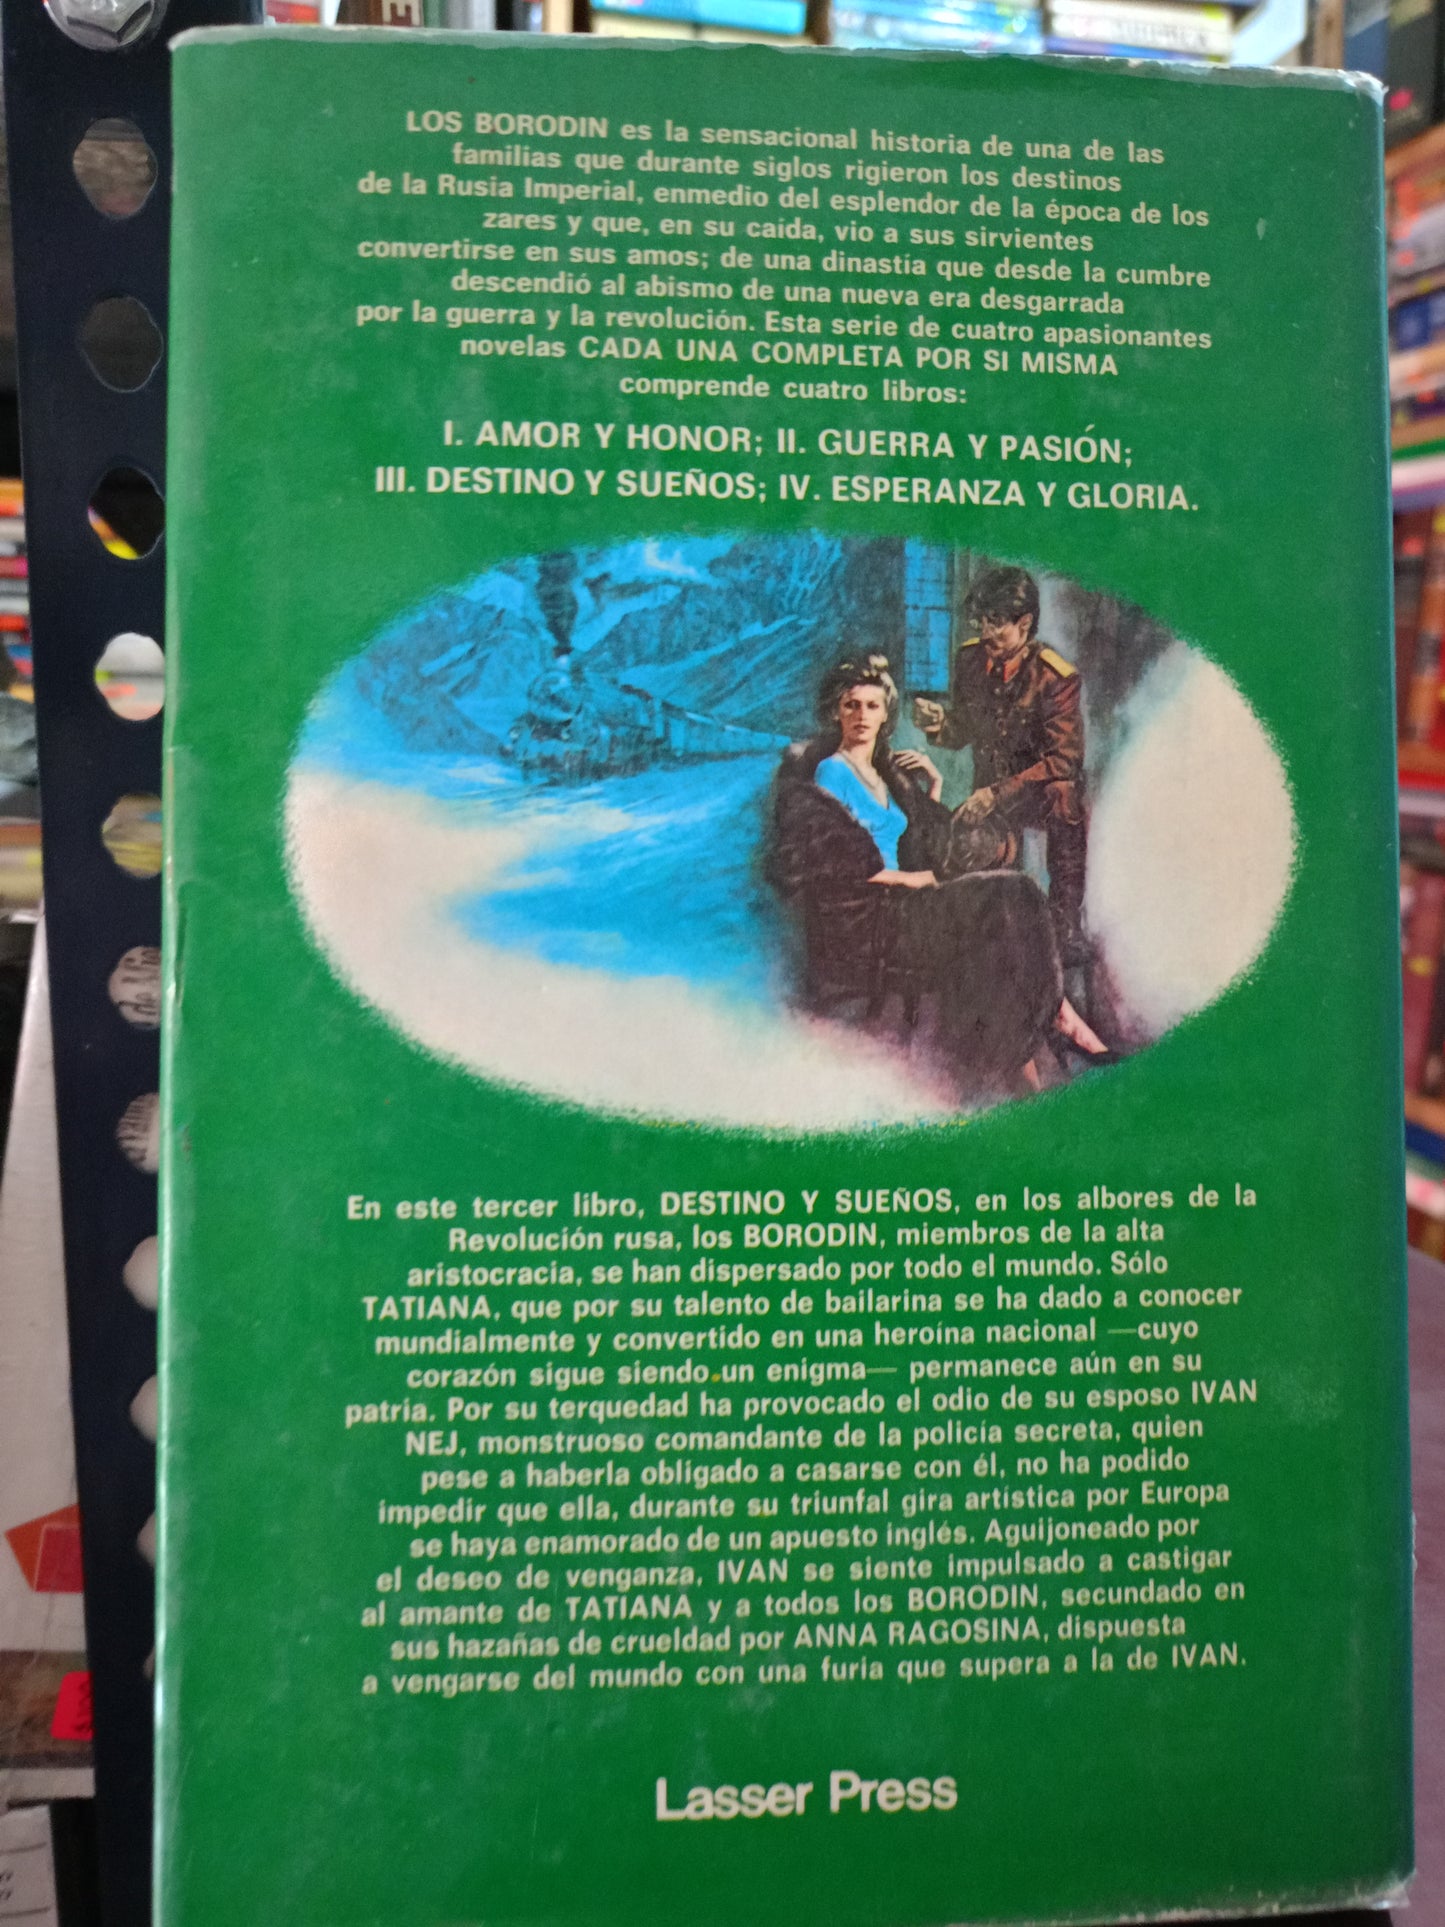 LOS BORODIN es la sensacional historia de una de las
familias que durante siglos rigieron los destinos
de la Rusia Imperial, enmedio del esplendor de la época de los
zares y que, en su caída, vio a sus sirvientes
convertirse en sus amos; de una dinastía que desde la cumbre
descendió al abismo de una nueva era desgarrada
por la guerra y la revolución. Esta serie de cuatro apasionantes
novelas CADA UNA COMPLETA POR SI MISMA
comprende cuatro libros:
I. AMOR Y HONOR; II. GUERRA Y PASIÓN;
III. DESTINO Y SUEÑOS; IV. ESPERANZA Y GLORIA.
En este tercer libro, DESTINO Y SUEÑOS, en los albores de la
Revolución rusa, los BORODIN, miembros de la alta
aristocracia, se han dispersado por todo el mundo. Sólo
TATIANA, que por su talento de bailarina se ha dado a conocer
mundialmente y convertido en una heroína nacional —cuyo
corazón sigue siendo un enigma— permanece aún en su
patria. Por su terquedad ha provocado el odio de su esposo IVAN
NEJ, monstruoso comandante de la policía secreta, quien
pese a haberla obligado a casarse con él, no ha podido
impedir que ella, durante su triunfal gira artística por Europa
se haya enamorado de un apuesto inglés. Aguijoneado por
el deseo de venganza, IVAN se siente impulsado a castigar
al amante de TATIANA y a todos los BORODIN, secundado en
sus hazañas de crueldad por ANNA RAGOSINA, dispuesta
a vengarse del mundo con una furia que supera a la de IVAN.
Lasser Press